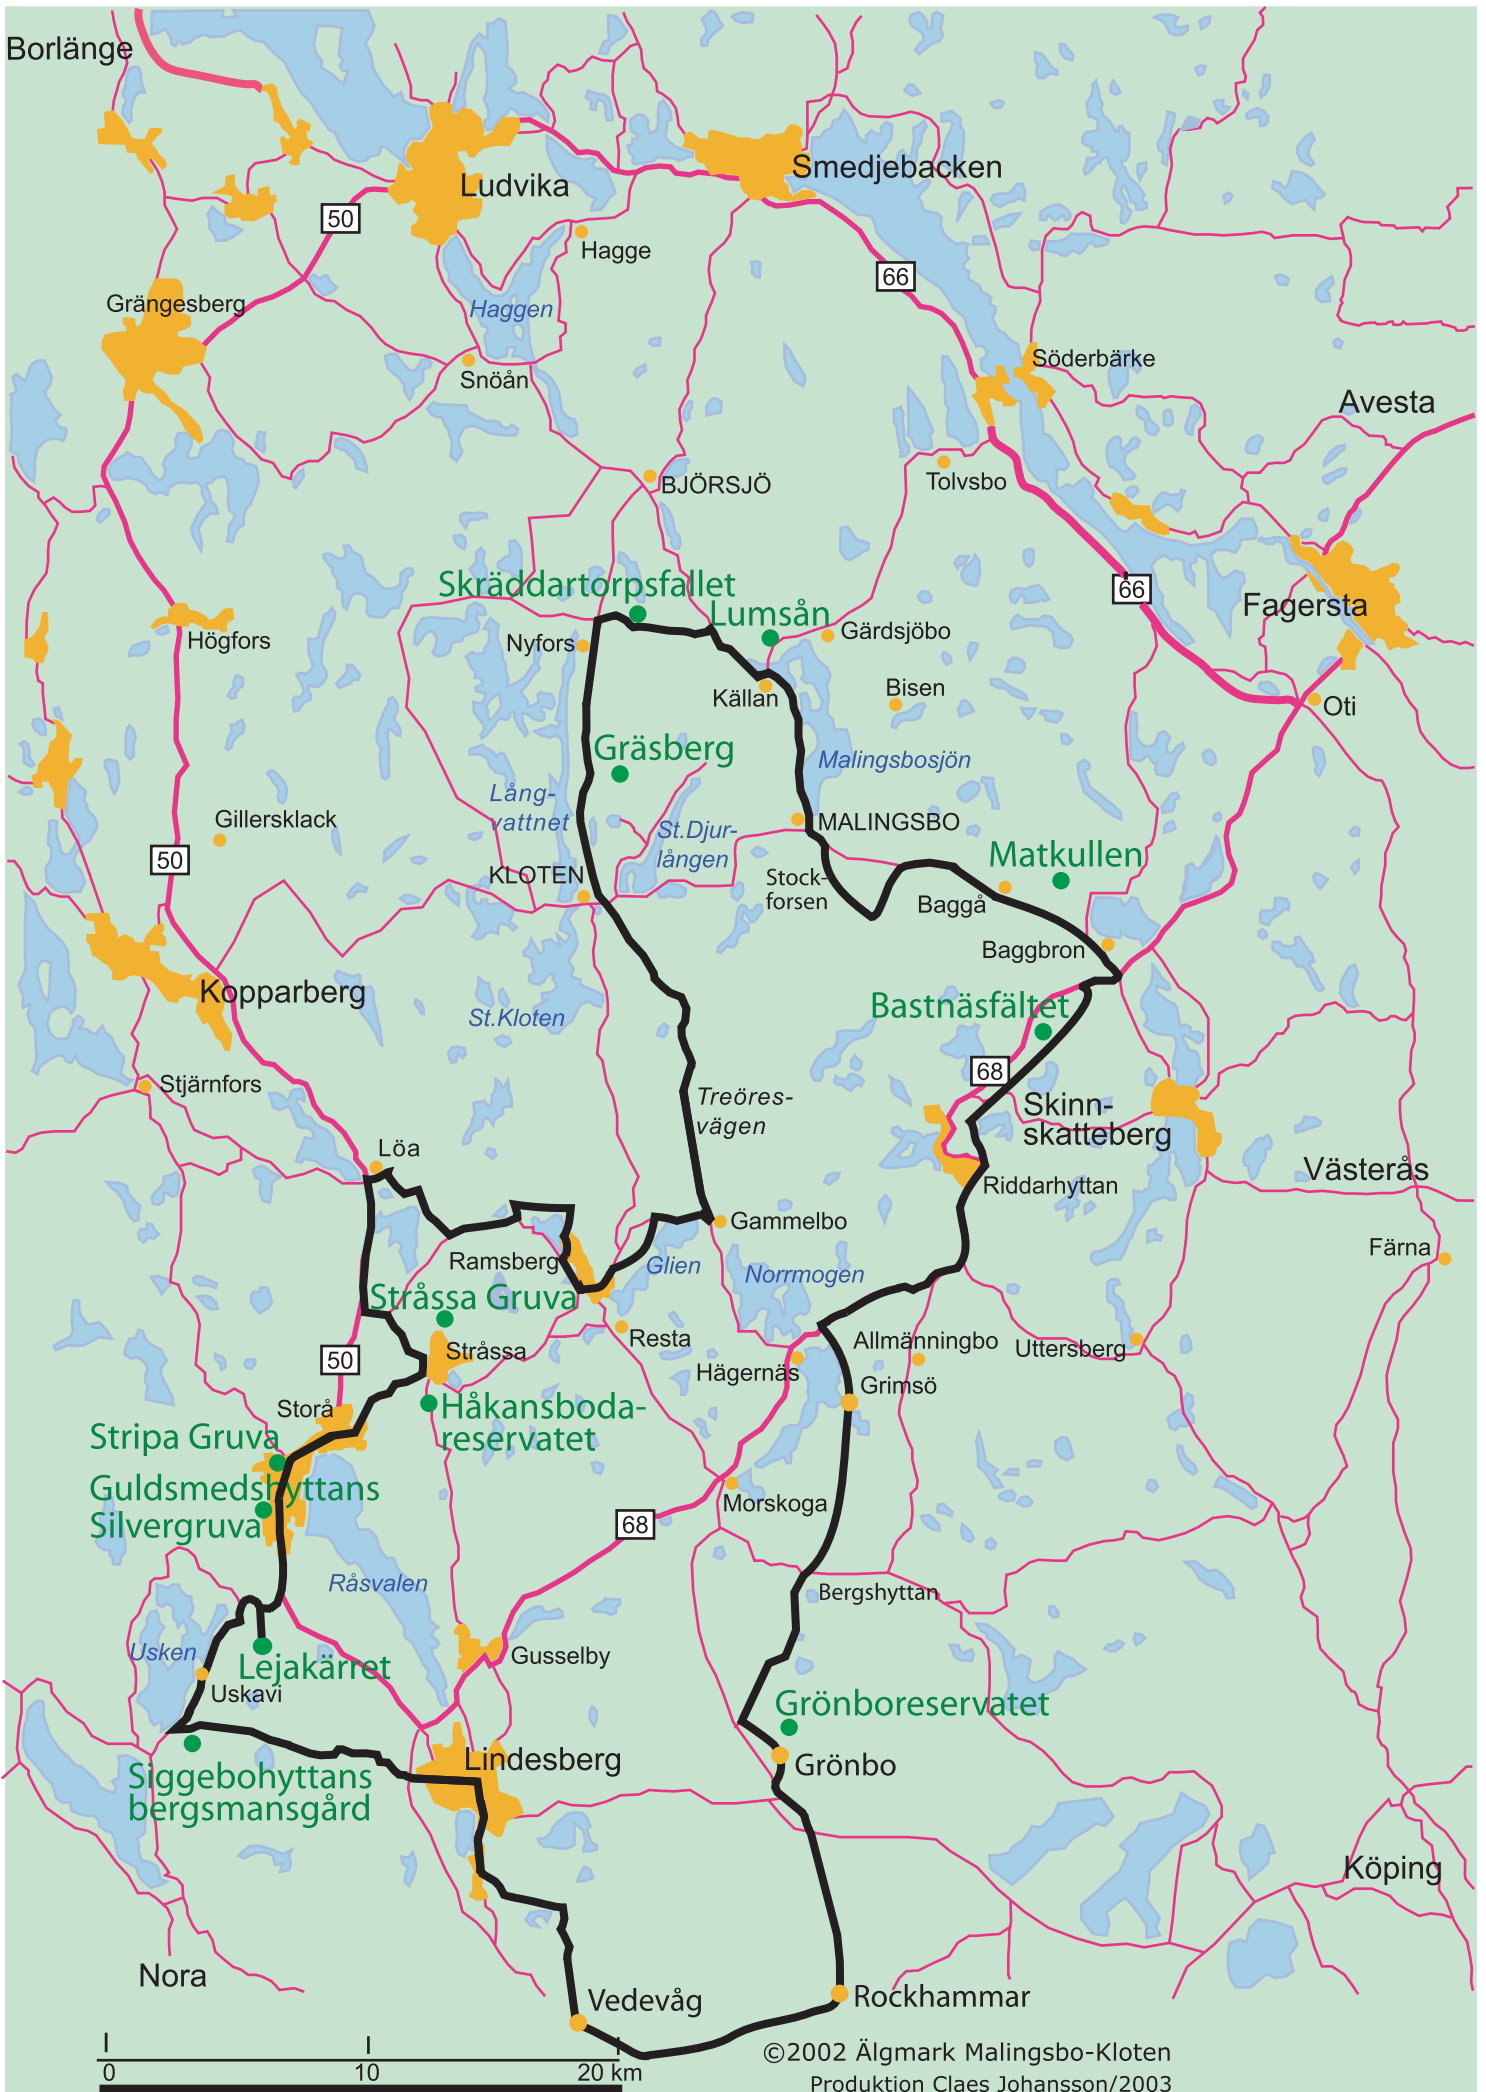 Borlänge
Ludvika
Smedjebacken
50
Hagge
66
Grängesberg
Haggen
Söderbärke
Snöån
Avesta
Tolvsbo
BJÖRSJÖ
Skräddartorpsfallet
66
Lumsån
Fagersta
Högfors
Nyfors
Gärdsjöbo
Källan
Bisen
Oti
Gräsberg
Malingsbosjön
Lång-
vattnet
Gillersklack
St.Djur-
lången
MALINGSBO
50
Matkullen
KLOTEN
Stock-
forsen
Baggå
Baggbron
Kopparberg
Bastnäsfältet
St.Kloten
68
Stjärnfors
Treöres-
vägen
Skinn-
skatteberg
Löa
Västerås
Riddarhyttan
Gammelbo
Färna
Ramsberg
Glien
Norrmogen
Stråssa Gruva
Resta
Allmänningbo
Uttersberg
Stråssa
50
Hägernäs
Grimsö
Storå
Håkansboda-
reservatet
Stripa Gruva
Guldsmedshyttans
Silvergruva
Morskoga
68
Råsvalen
Bergshyttan
Usken
Lejakärret
Gusselby
Uskavi
Grönboreservatet
Lindesberg
Grönbo
Siggebohyttans
bergsmansgård
Köping
Nora
Vedevåg
Rockhammar
©2002 Älgmark Malingsbo-Kloten
0 10 20 km
Produktion Claes Johansson/2003